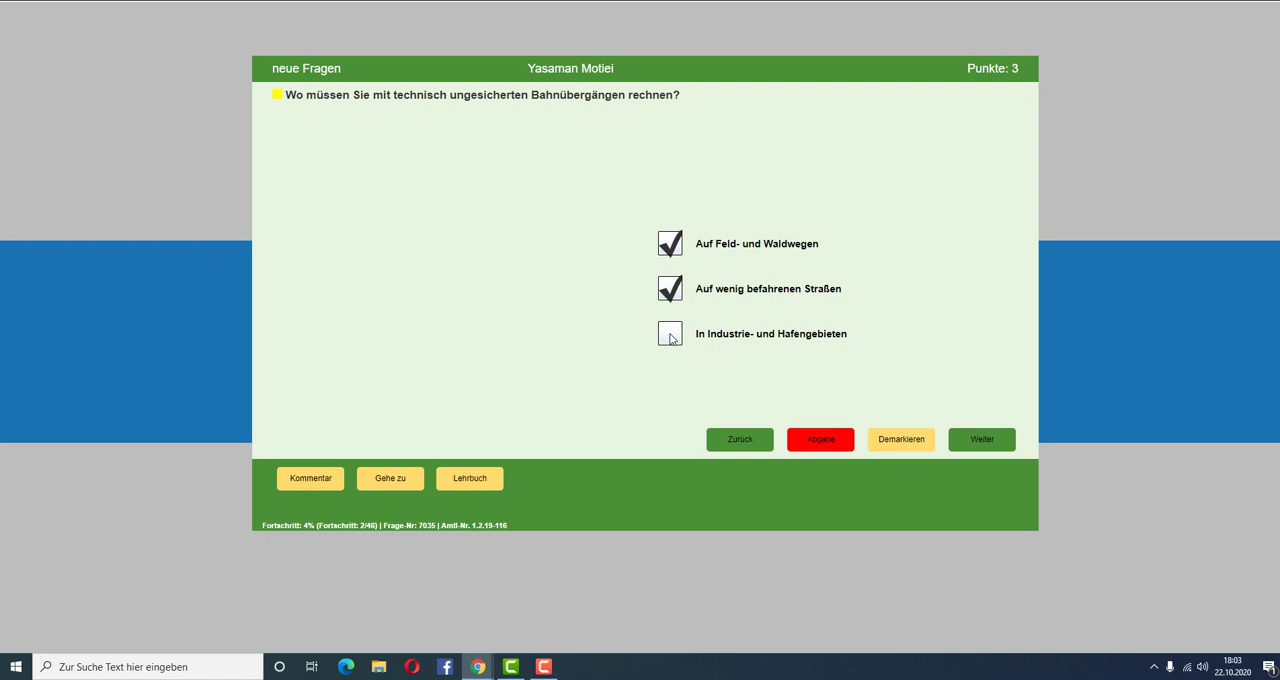 neue Fragen
Yasaman Motiei
Punkte: 3
Wo müssen Sie mit technisch ungesicherten Bahnübergängen rechnen?
Auf Feld- und Waldwegen
Auf wenig befahrenen Straßen
In Industrie- und Hafengebieten
Zurück
Abgabe
Demarkieren
Weiter
Kommentar
Gehe zu
Lehrbuch
Fortschritt: 4% (Fortschritt: 2/46) | Frage-Nr: 7035 | Amtl-Nr. 1.2.19-116
Zur Suche Text hier eingeben
18:03
22.10.2020